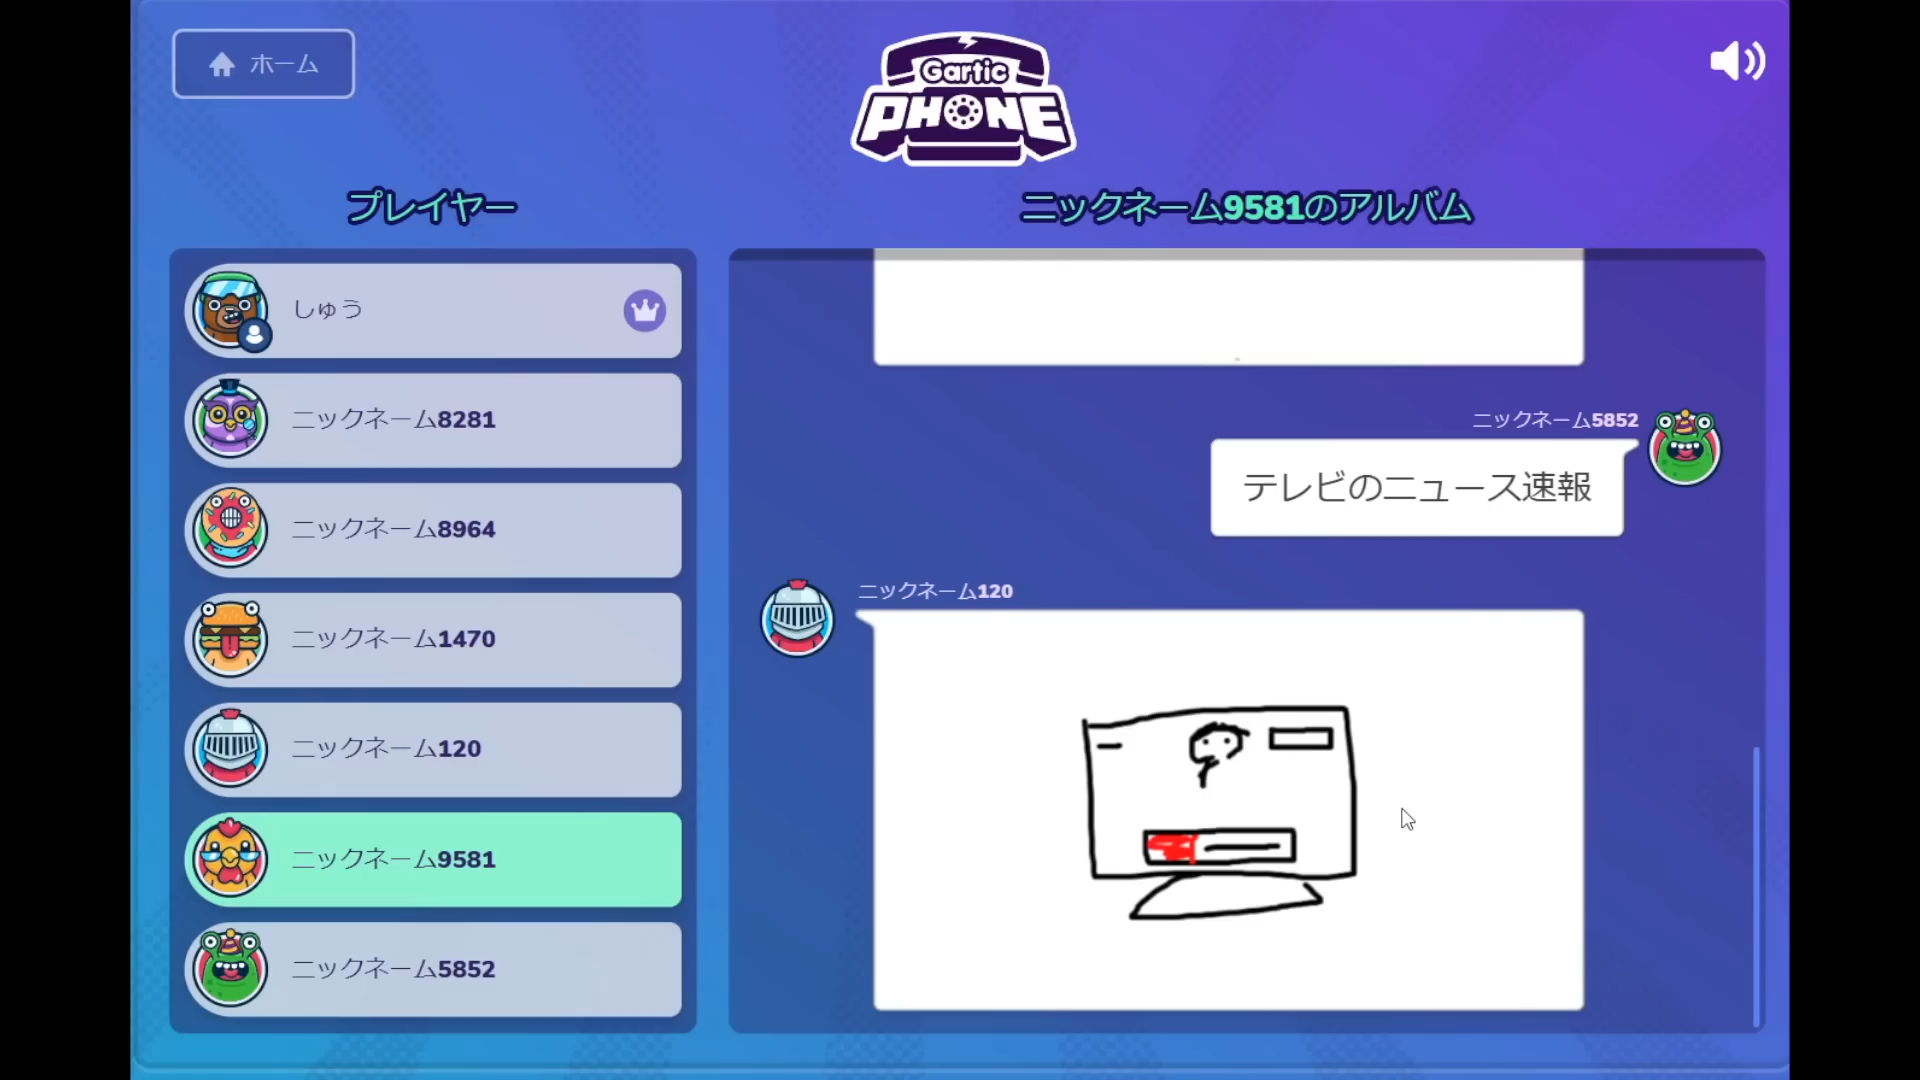 ホーム
Gartic
PHONE
プレイヤー
しゅう
ニックネーム8281
ニックネーム8964
ニックネーム1470
ニックネーム120
ニックネーム9581
ニックネーム5852
ニックネーム9581のアルバム
ニックネーム5852
テレビのニュース速報
ニックネーム120